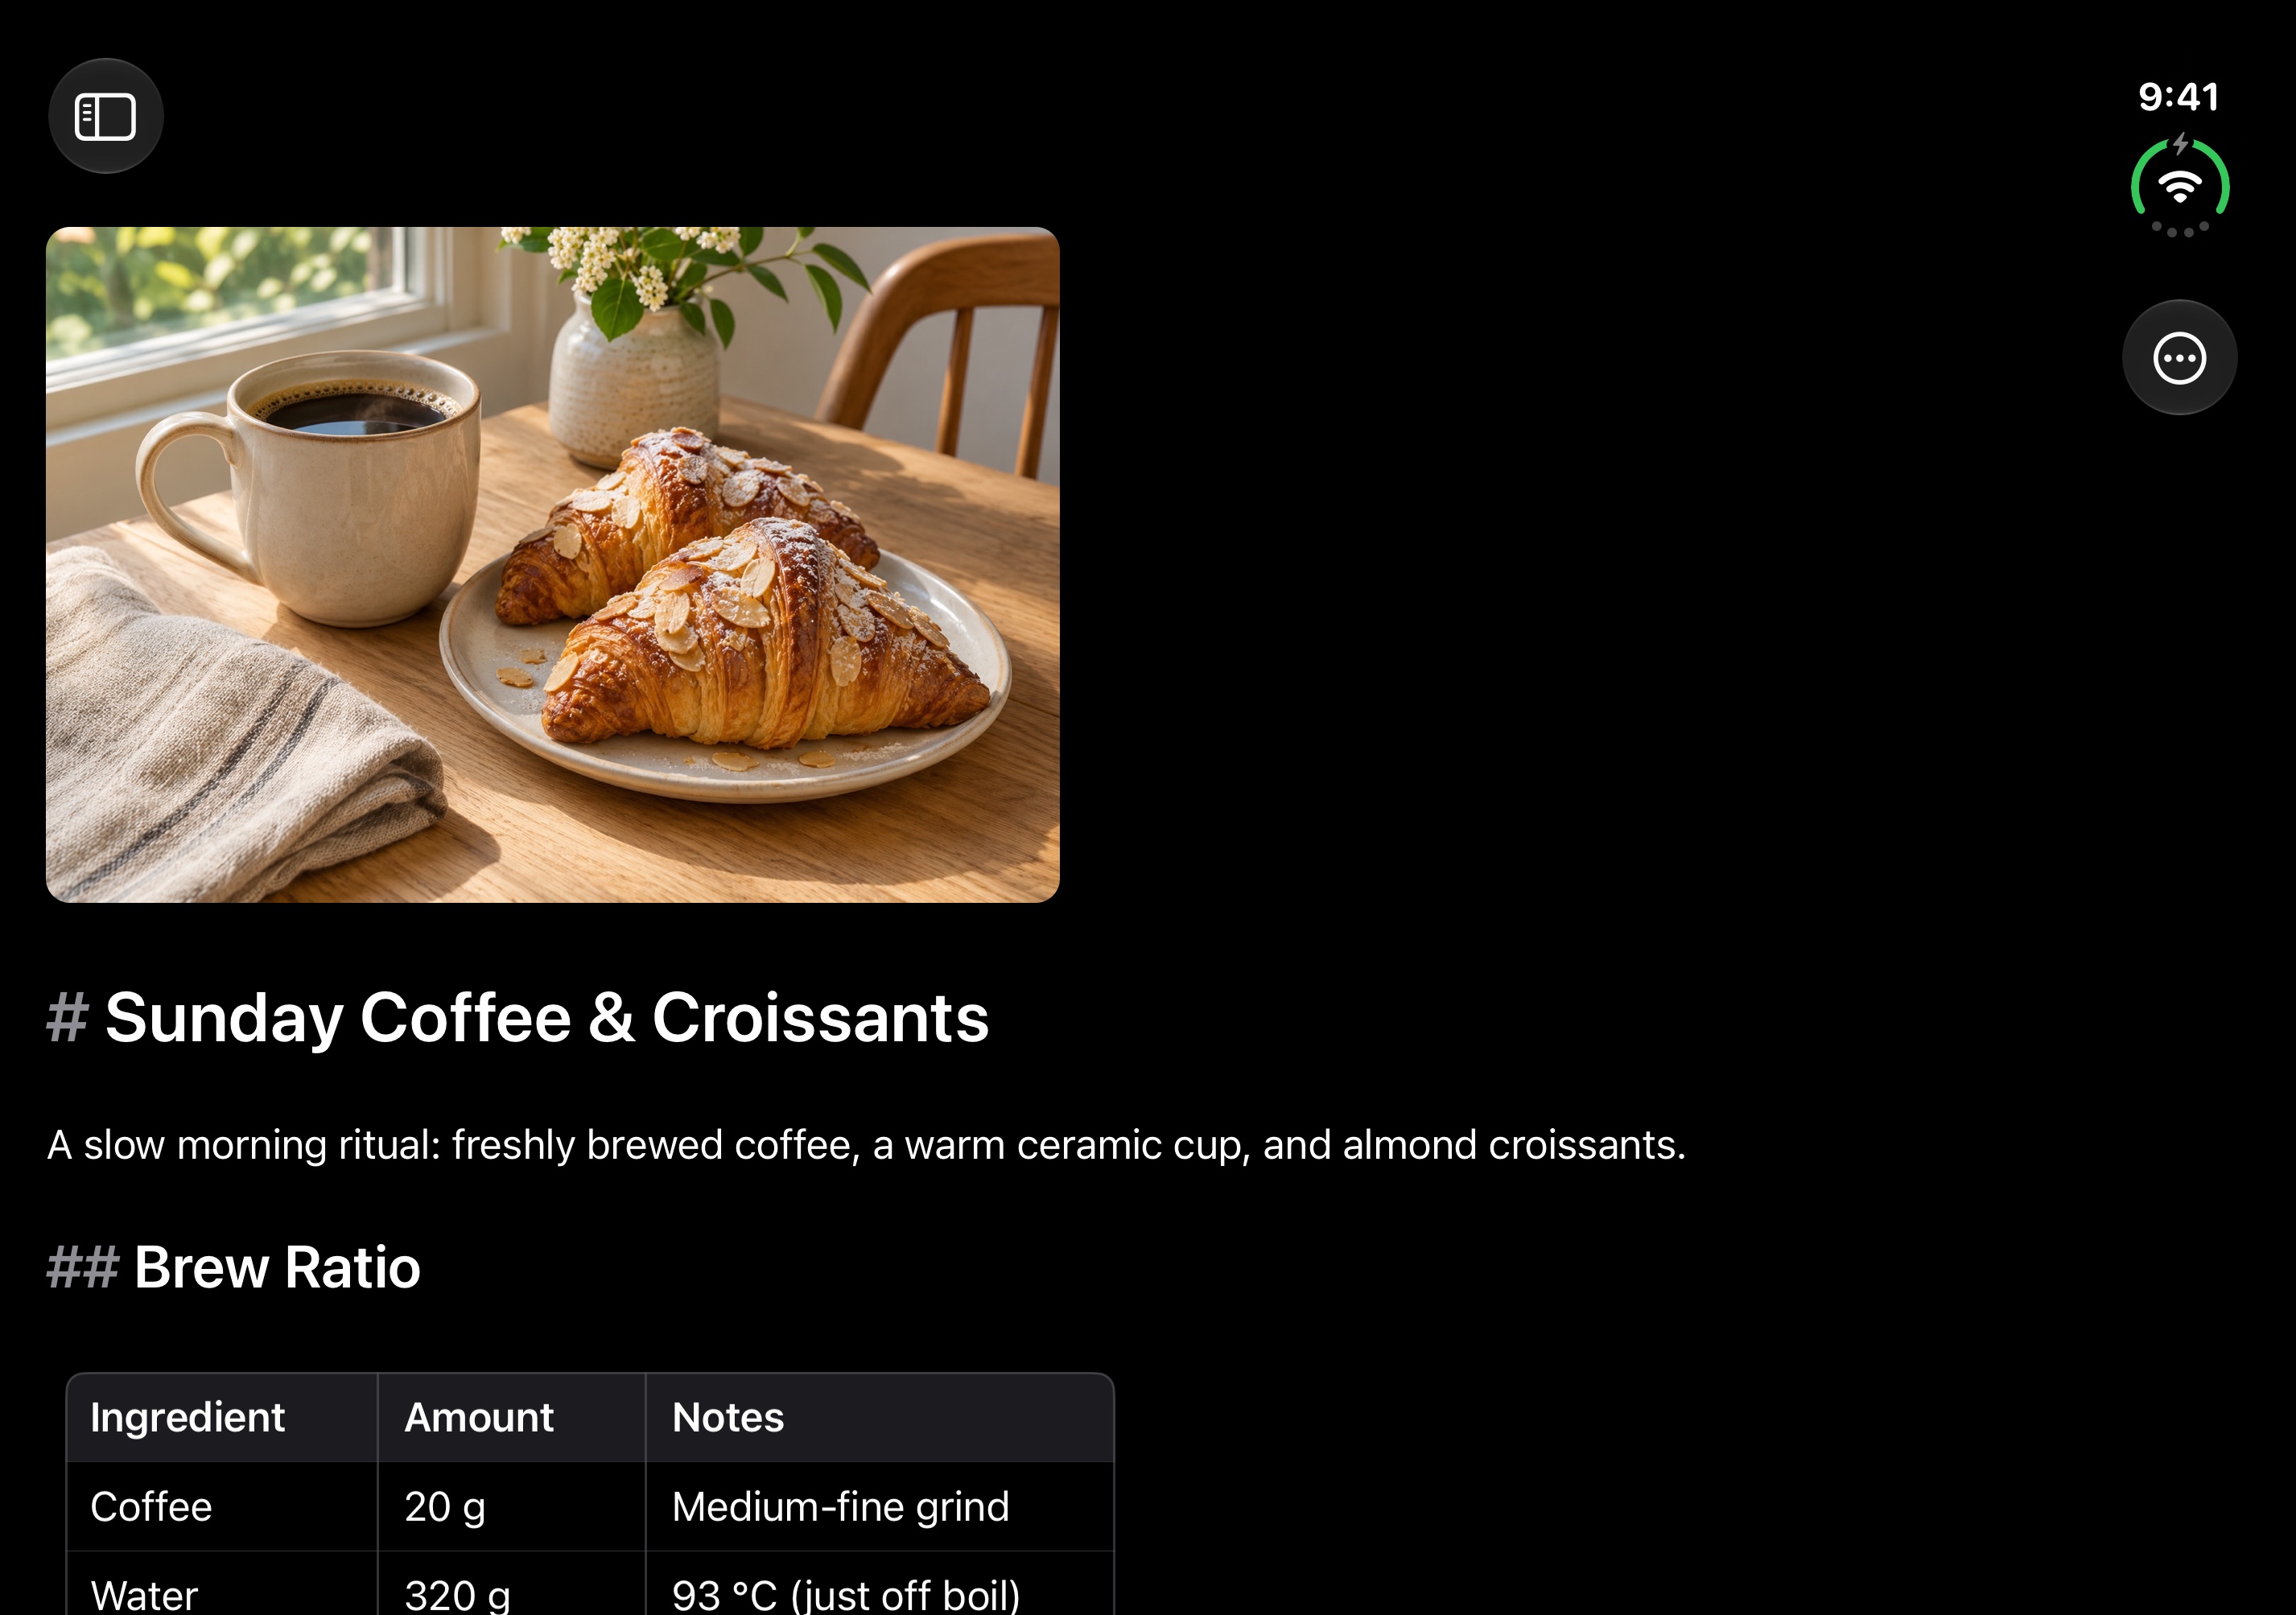 9:41
# Sunday Coffee & Croissants
A slow morning ritual: freshly brewed coffee, a warm ceramic cup, and almond croissants.
## Brew Ratio
Ingredient Amount Notes
Coffee 20 g Medium-fine grind
Water 320 g 93 °C (just off boil)